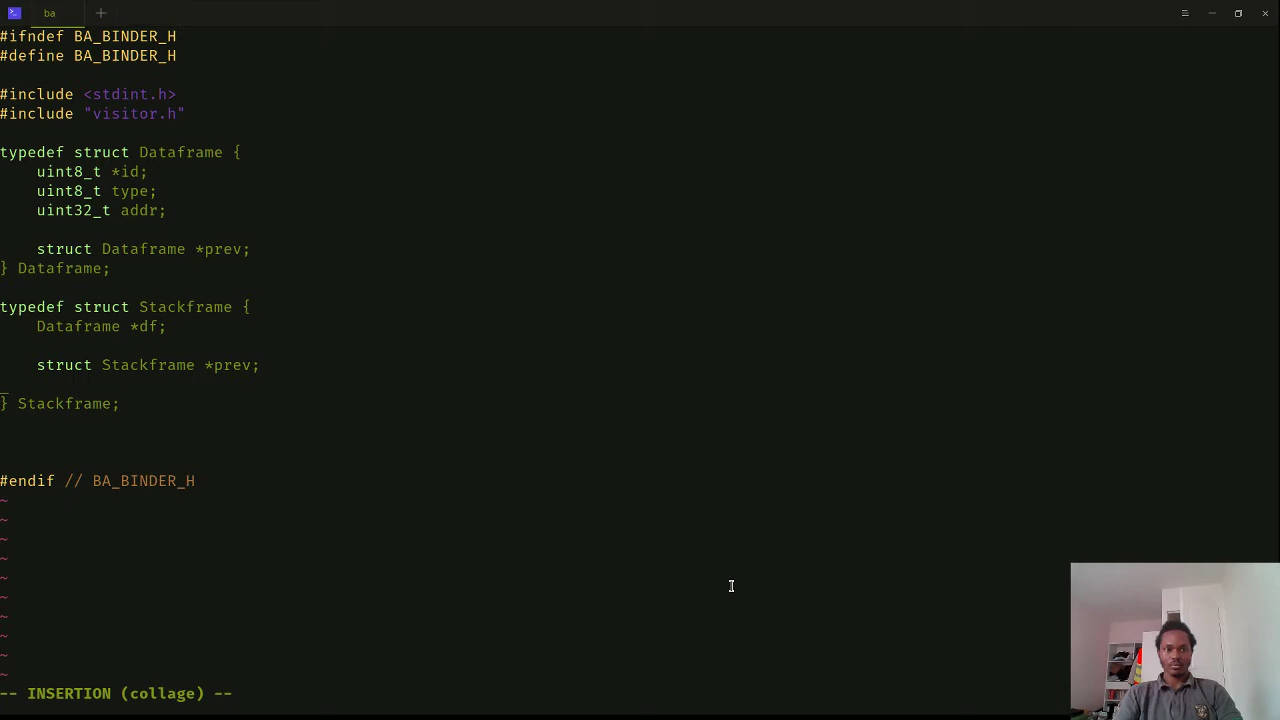 ba
#ifndef BA_BINDER_H
#define BA_BINDER_H
#include <stdint.h>
#include "visitor.h"
typedef struct Dataframe {
    uint8_t *id;
    uint8_t type;
    uint32_t addr;
    struct Dataframe *prev;
} Dataframe;
typedef struct Stackframe {
    Dataframe *df;
    struct Stackframe *prev;
} Stackframe;
#endif // BA_BINDER_H
~
~
~
~
~
~
~
~
~
~
-- INSERTION (collage) --